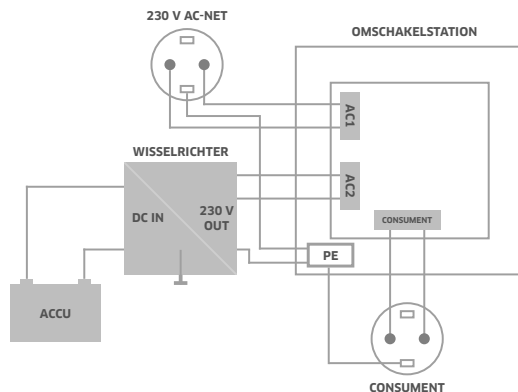 230 V AC-NET
OMSCHAKELSTATION
AC1
WISSELRICHTER
AC2
DC IN
230 V
OUT
CONSUMENT
PE
ACCU
CONSUMENT